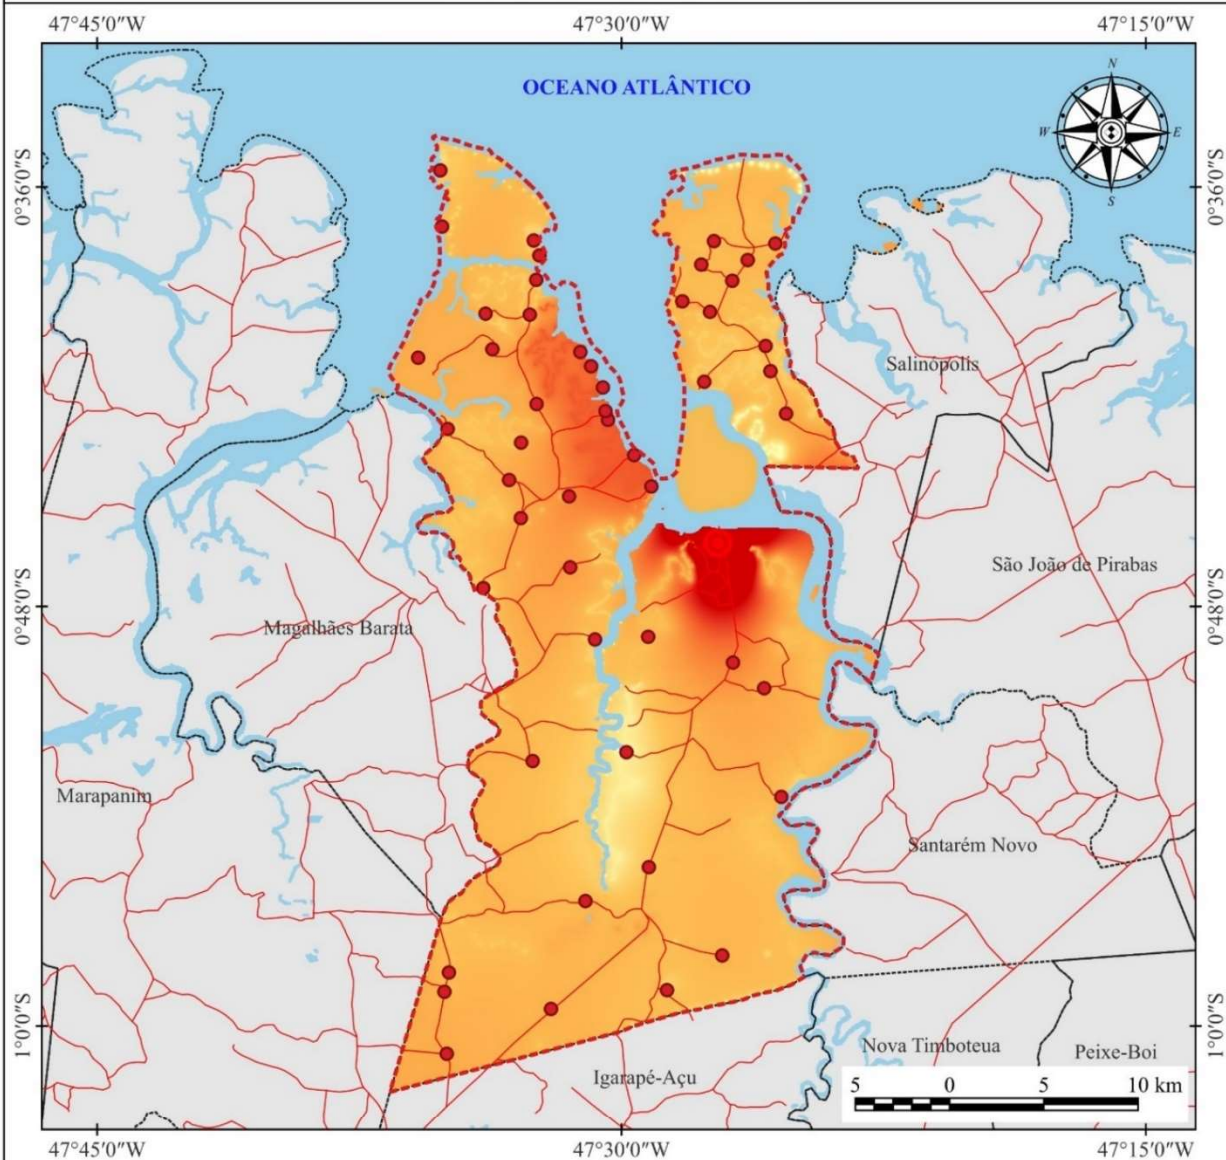 47°45′0″W 47°30′0″W 47°15′0″W
OCEANO ATLÂNTICO
N
W E
S
0°36′0″S 0°36′0″S
Salinópolis
São João de Pirabas
0°48′0″S 0°48′0″S
Magalhães Barata
Marapanim
Santarém Novo
1°0′0″S 1°0′0″S
Nova Timboteua
Peixe-Boi
Igarapé-Açu
5 0 5 10 km
47°45′0″W 47°30′0″W 47°15′0″W